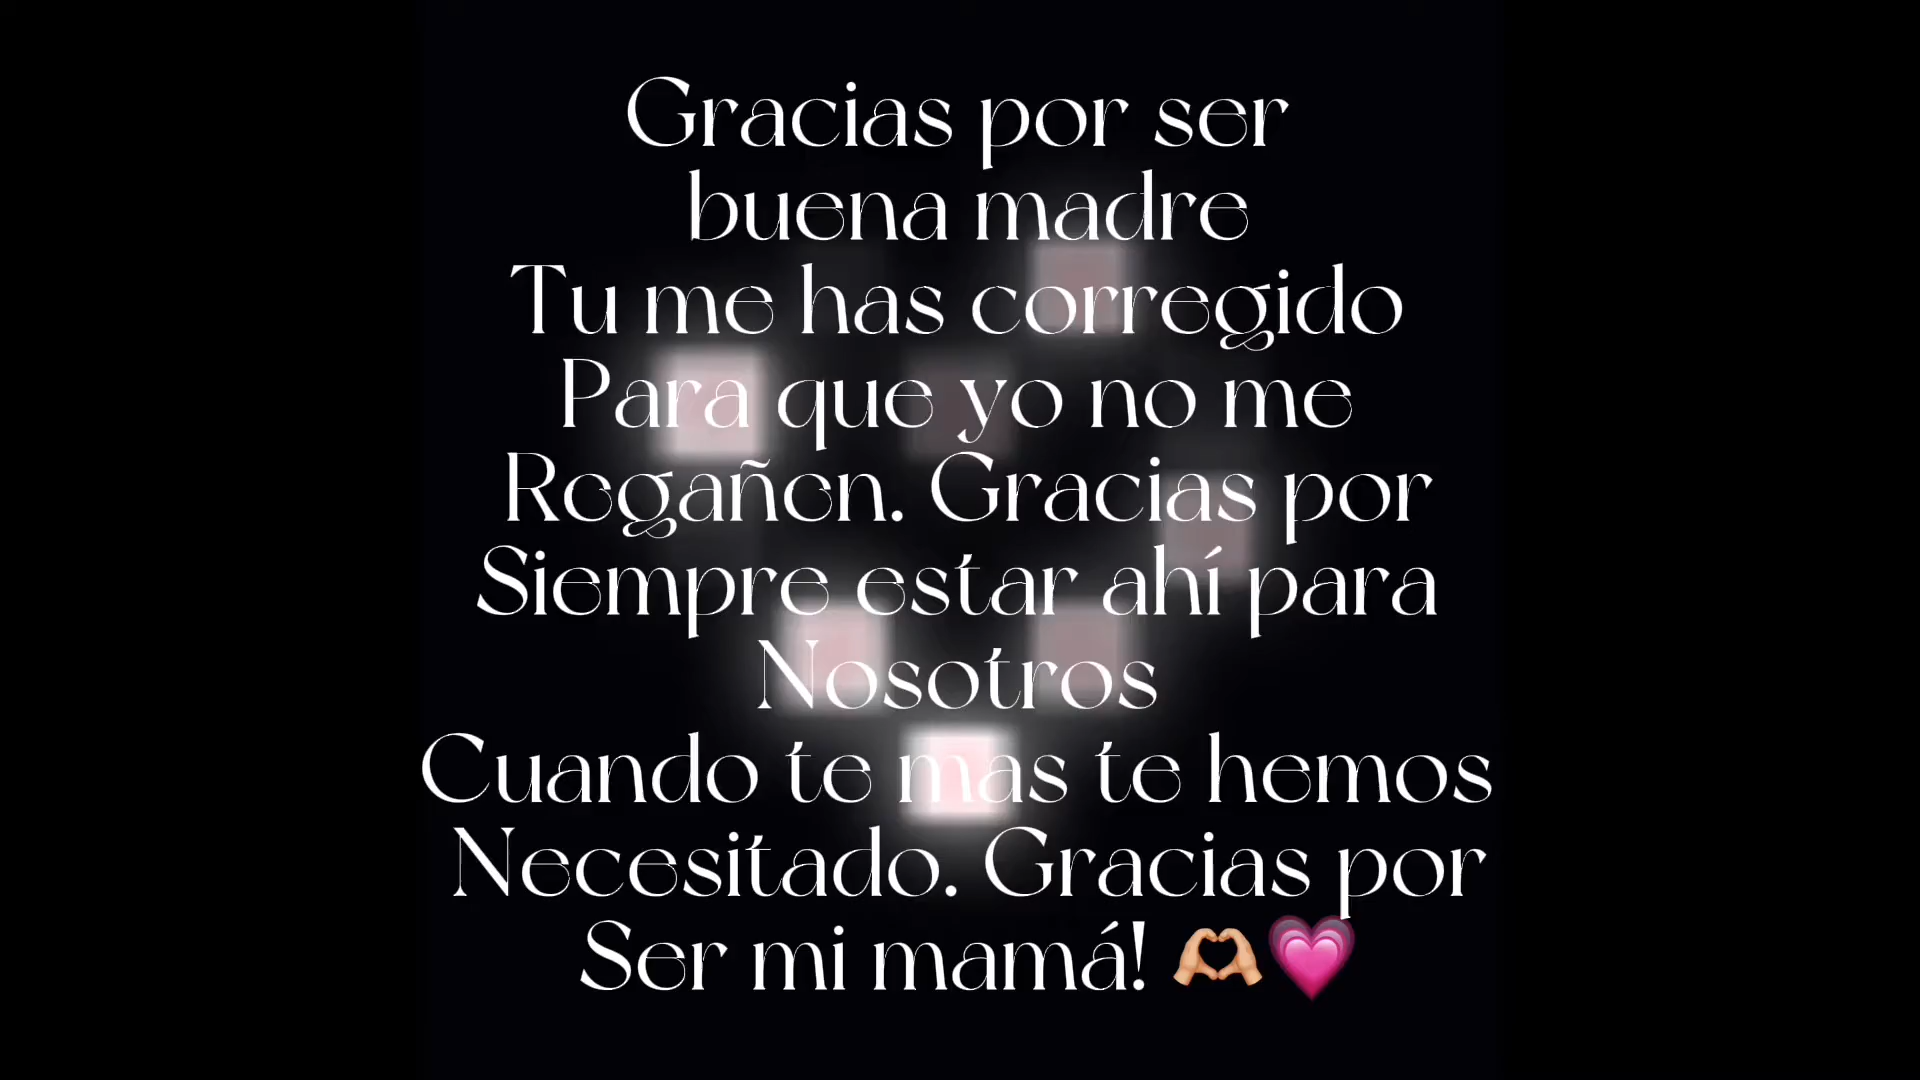 Gracias por ser
buena madre
Tu me has corregido
Para que yo no me
Regañen. Gracias por
Siempre estar ahí para
Nosotros
Cuando te mas te hemos
Necesitado. Gracias por
Ser mi mamá! 🫶🏼💗